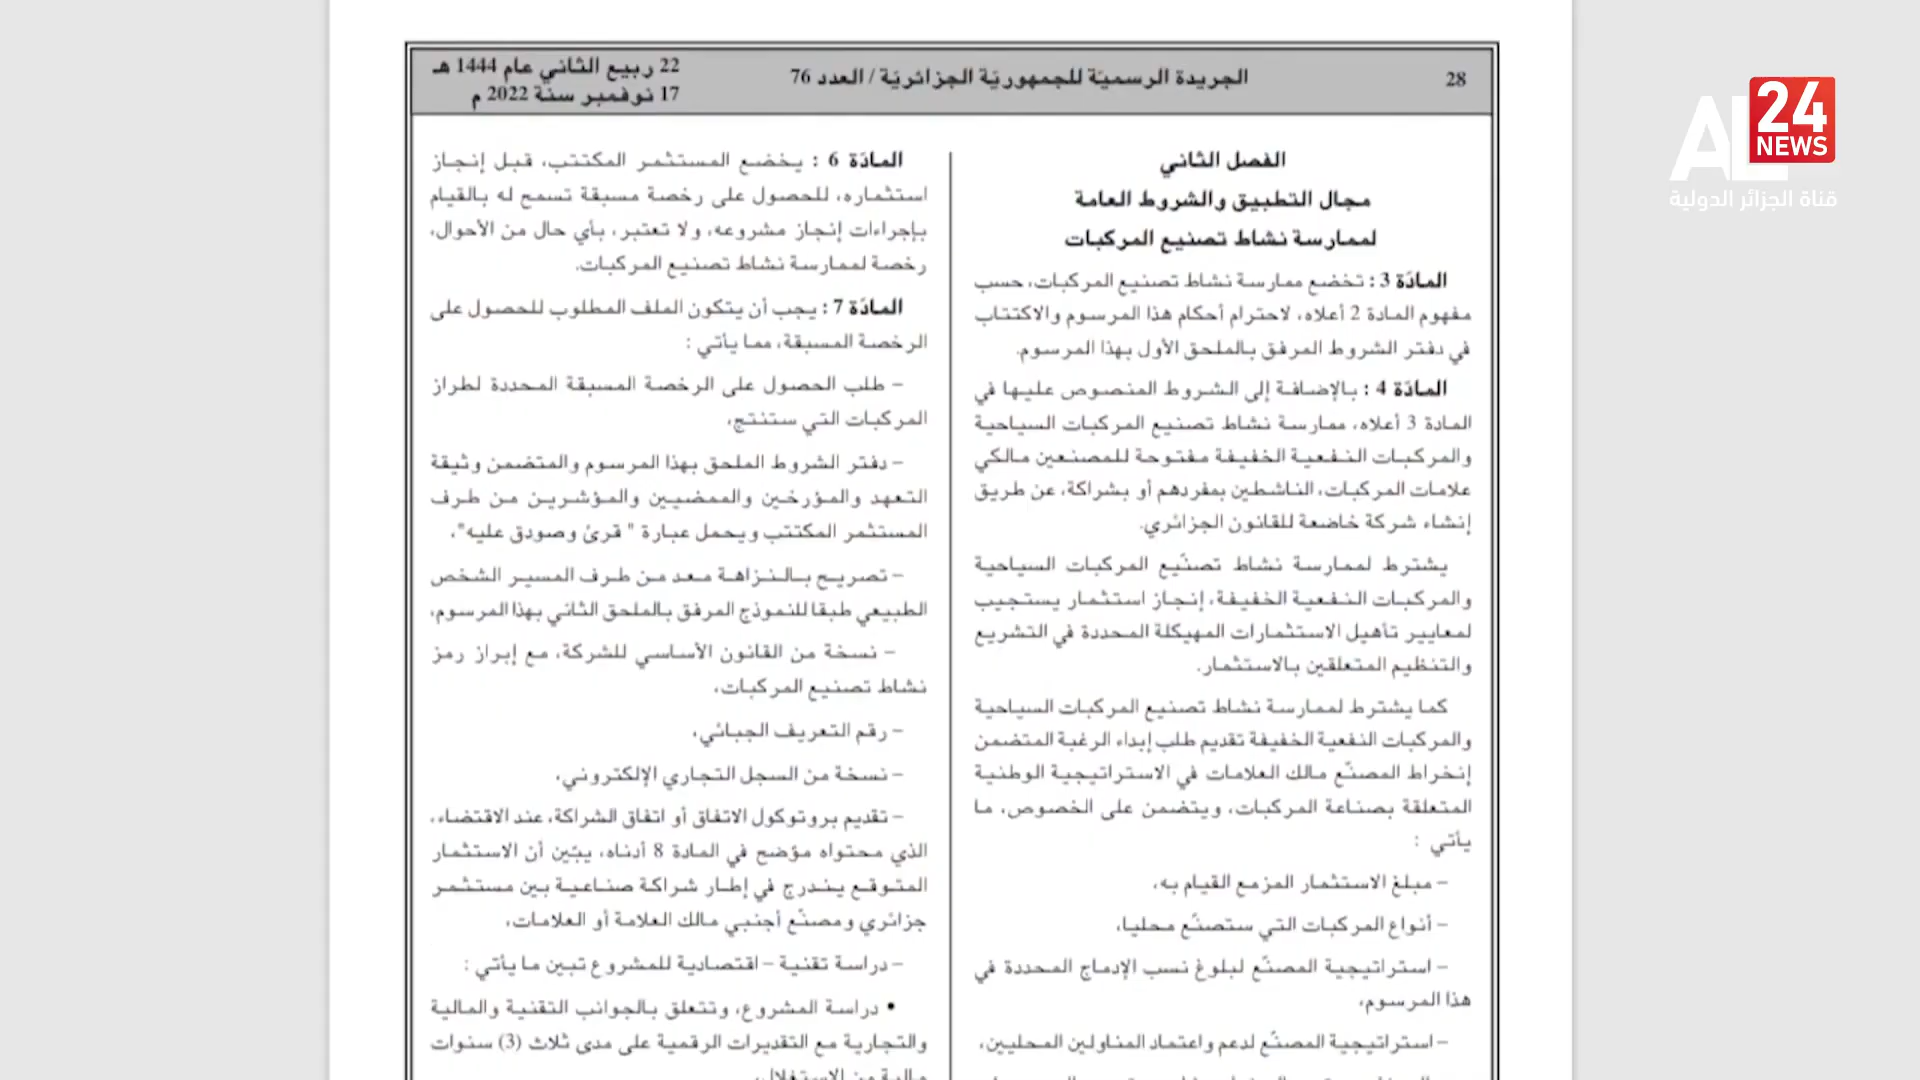 28
الجريدة الرسميّة للجمهوريّة الجزائريّة / العدد 76
22 ربيع الثاني عام 1444 هـ
17 نوفمبر سنة 2022 م
الفصل الثاني
مجال التطبيق والشروط العامة
لممارسة نشاط تصنيع المركبات
المادّة 3 : تخضع ممارسة نشاط تصنيع المركبات، حسب
مفهوم المادة 2 أعلاه، لاحترام أحكام هذا المرسوم والاكتتاب
في دفتر الشروط المرفق بالملحق الأول بهذا المرسوم.
المادّة 4 : بالإضافة إلى الشروط المنصوص عليها في
المادة 3 أعلاه، ممارسة نشاط تصنيع المركبات السياحية
والمركبات النفعية الخفيفة مفتوحة للمصنعين مالكي
علامات المركبات، الناشطين بمفردهم أو بشراكة، عن طريق
إنشاء شركة خاضعة للقانون الجزائري.
يشترط لممارسة نشاط تصنّيع المركبات السياحية
والمركبات النفعية الخفيفة، إنجاز استثمار يستجيب
لمعايير تأهيل الاستثمارات المهيكلة المحددة في التشريع
والتنظيم المتعلقين بالاستثمار.
كما يشترط لممارسة نشاط تصنيع المركبات السياحية
والمركبات النفعية الخفيفة تقديم طلب إبداء الرغبة المتضمن
إنخراط المصنّع مالك العلامات في الاستراتيجية الوطنية
المتعلقة بصناعة المركبات، ويتضمن على الخصوص، ما
يأتي :
– مبلغ الاستثمار المزمع القيام به،
– أنواع المركبات التي ستصنّع محليا،
– استراتيجية المصنّع لبلوغ نسب الإدماج المحددة في
هذا المرسوم،
– استراتيجية المصنّع لدعم واعتماد المناولين المحليين،
المادّة 6 : يخضع المستثمر المكتتب، قبل إنجاز
استثماره، للحصول على رخصة مسبقة تسمح له بالقيام
بإجراءات إنجاز مشروعه، ولا تعتبر، بأي حال من الأحوال،
رخصة لممارسة نشاط تصنيع المركبات.
المادّة 7 : يجب أن يتكون الملف المطلوب للحصول على
الرخصة المسبقة، مما يأتي :
– طلب الحصول على الرخصة المسبقة المحددة لطراز
المركبات التي ستنتج،
– دفتر الشروط الملحق بهذا المرسوم والمتضمن وثيقة
التعهد والمؤرخين والممضيين والمؤشرين من طرف
المستثمر المكتتب ويحمل عبارة " قرئ وصودق عليه"،
– تصريح بالنزاهة معد من طرف المسير الشخص
الطبيعي طبقا للنموذج المرفق بالملحق الثاني بهذا المرسوم،
– نسخة من القانون الأساسي للشركة، مع إبراز رمز
نشاط تصنيع المركبات،
– رقم التعريف الجبائي،
– نسخة من السجل التجاري الإلكتروني،
– تقديم بروتوكول الاتفاق أو اتفاق الشراكة، عند الاقتضاء،
الذي محتواه مؤضح في المادة 8 أدناه، يبّين أن الاستثمار
المتوقع يندرج في إطار شراكة صناعية بين مستثمر
جزائري ومصنّع أجنبي مالك العلامة أو العلامات،
– دراسة تقنية – اقتصادية للمشروع تبين ما يأتي :
• دراسة المشروع، وتتعلق بالجوانب التقنية والمالية
والتجارية مع التقديرات الرقمية على مدى ثلاث (3) سنوات
مالية من الاستغلال،
AL 24 NEWS
قناة الجزائر الدولية